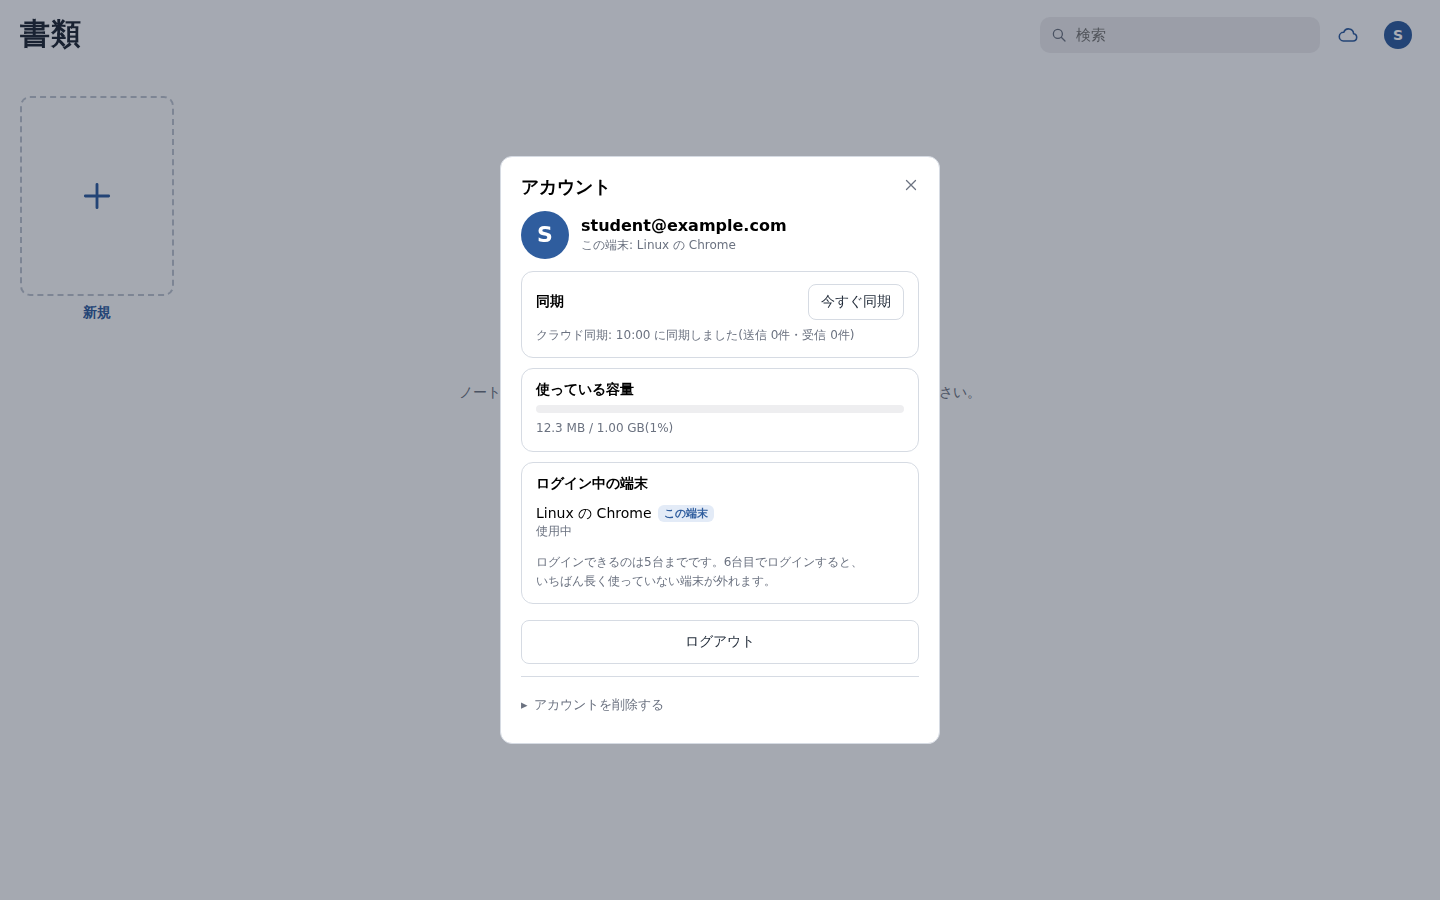 書類
検索
S
新規
ノート
さい。
アカウント
S
student@example.com
この端末: Linux の Chrome
同期
今すぐ同期
クラウド同期: 10:00 に同期しました(送信 0件・受信 0件)
使っている容量
12.3 MB / 1.00 GB(1%)
ログイン中の端末
Linux の Chrome この端末
使用中
ログインできるのは5台までです。6台目でログインすると、
いちばん長く使っていない端末が外れます。
ログアウト
▸ アカウントを削除する